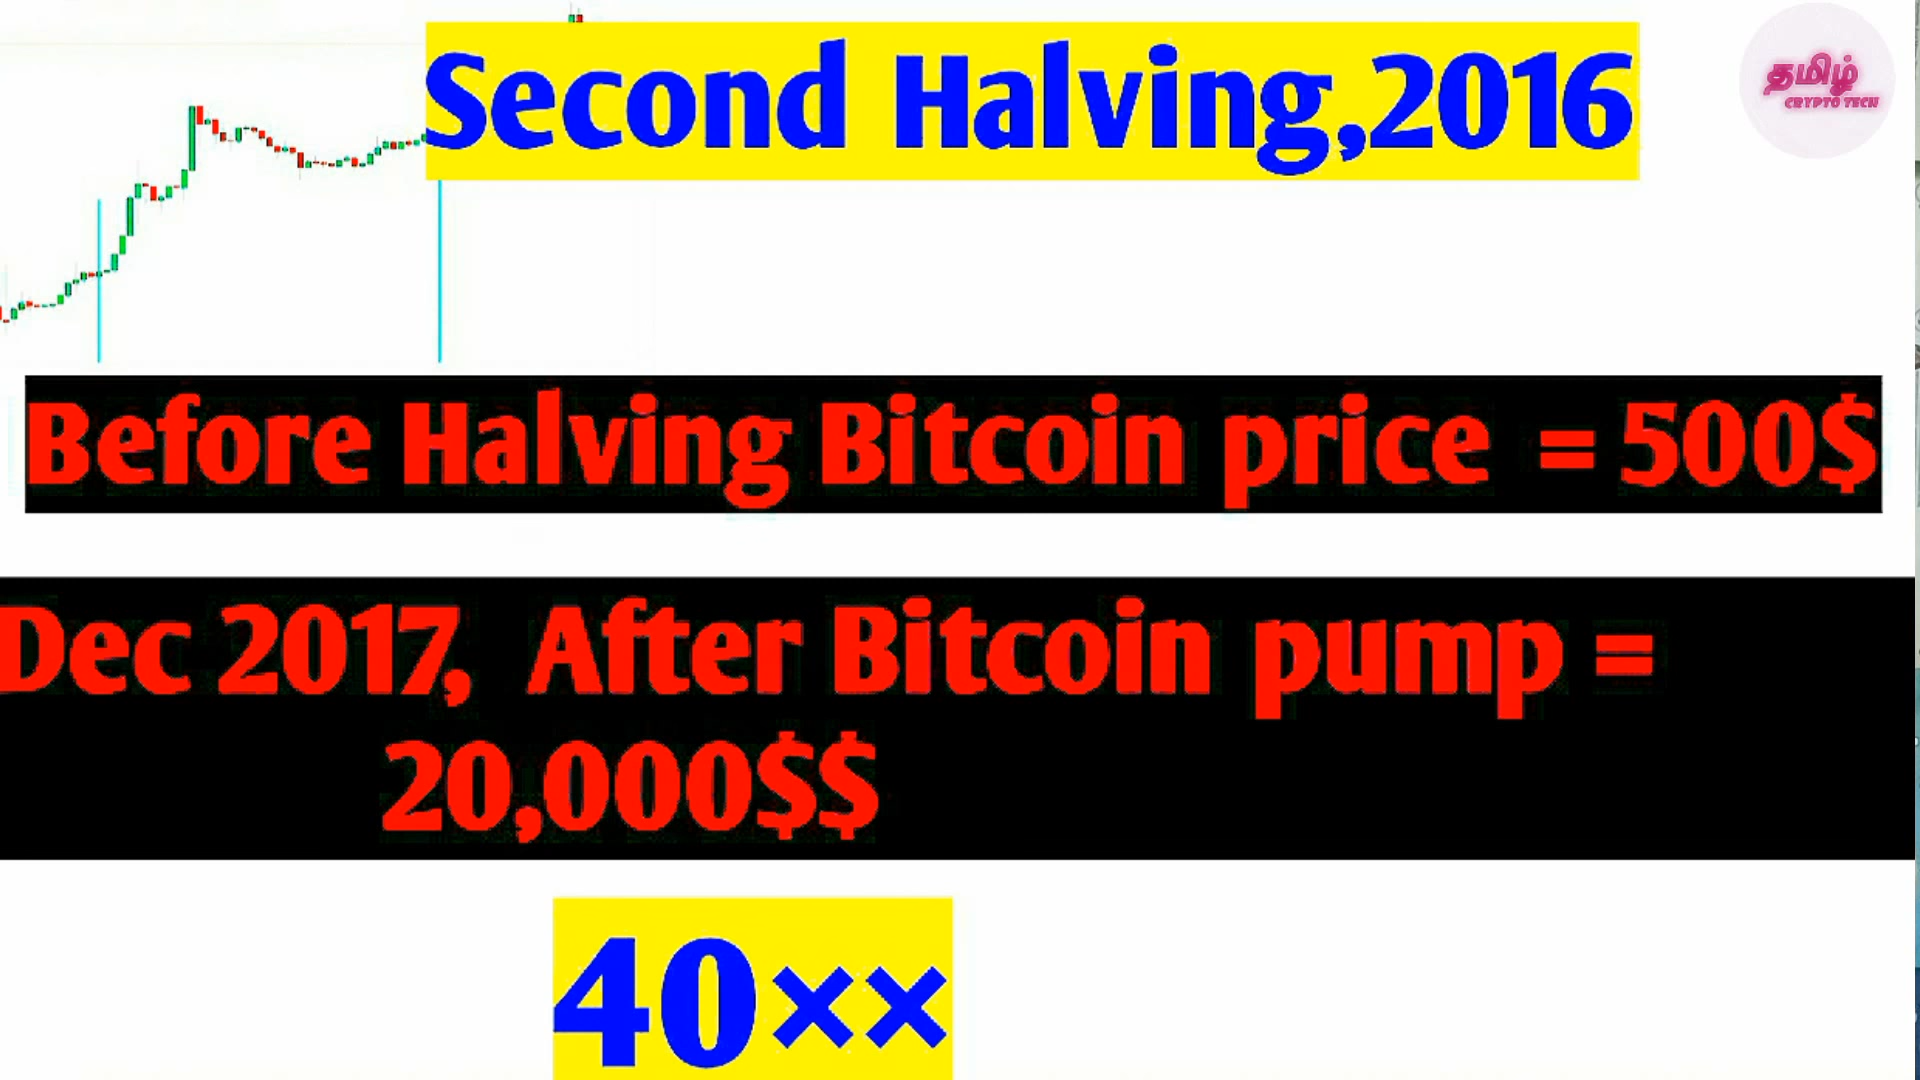 Second Halving,2016
தமிழ்
CRYPTO TECH
Before Halving Bitcoin price = 500$
Dec 2017, After Bitcoin pump =
20,000$$
40××